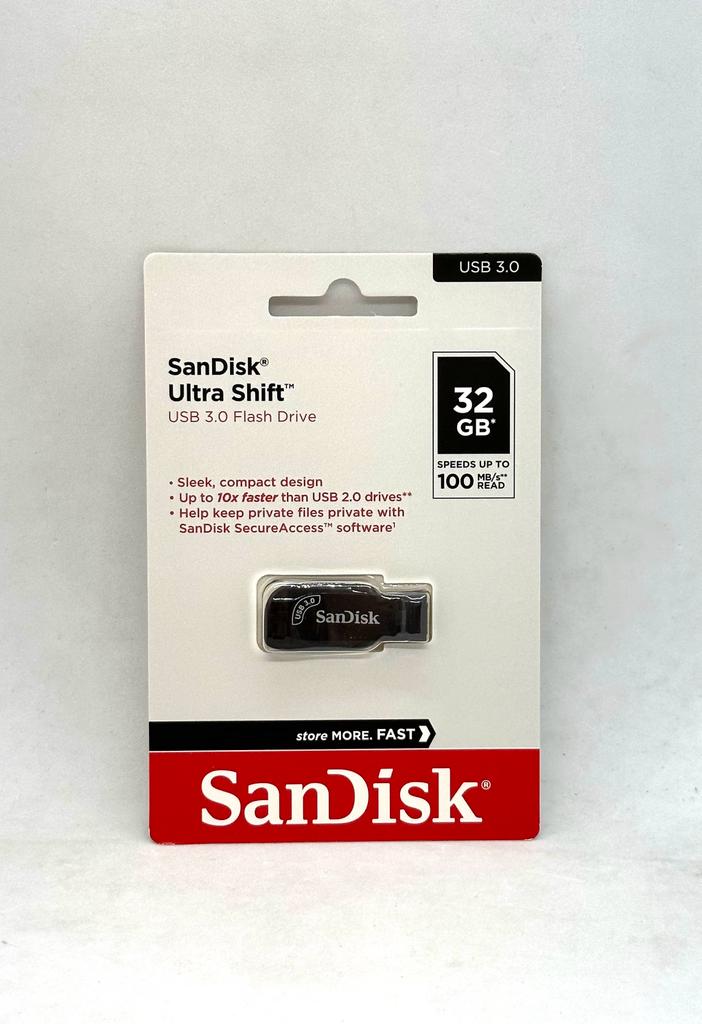 USB 3.0
SanDisk®
Ultra Shift™
USB 3.0 Flash Drive
32
GB*
SPEEDS UP TO
100 MB/s** READ
• Sleek, compact design
• Up to 10x faster than USB 2.0 drives**
• Help keep private files private with
SanDisk SecureAccess™ software¹
USB 3.0
SanDisk
store MORE. FAST
SanDisk®